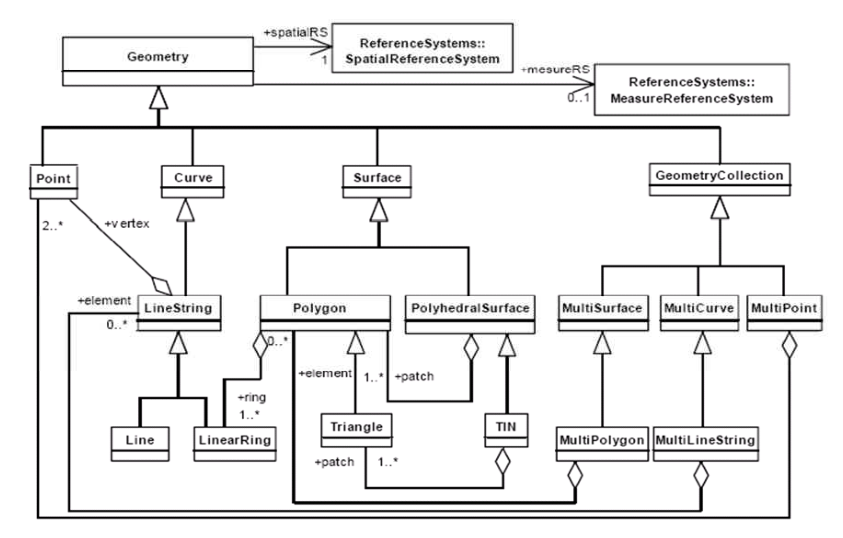 +spatialRS
1
Geometry
ReferenceSystems::
SpatialReferenceSystem
+mesureRS
0..1
ReferenceSystems::
MeasureReferenceSystem
Point
Curve
Surface
GeometryCollection
2..*
+vertex
+element
0..*
LineString
Polygon
PolyhedralSurface
MultiSurface
MultiCurve
MultiPoint
0..*
+element
1..*
+patch
+ring
1..*
Line
LinearRing
Triangle
TIN
MultiPolygon
MultiLineString
+patch
1..*